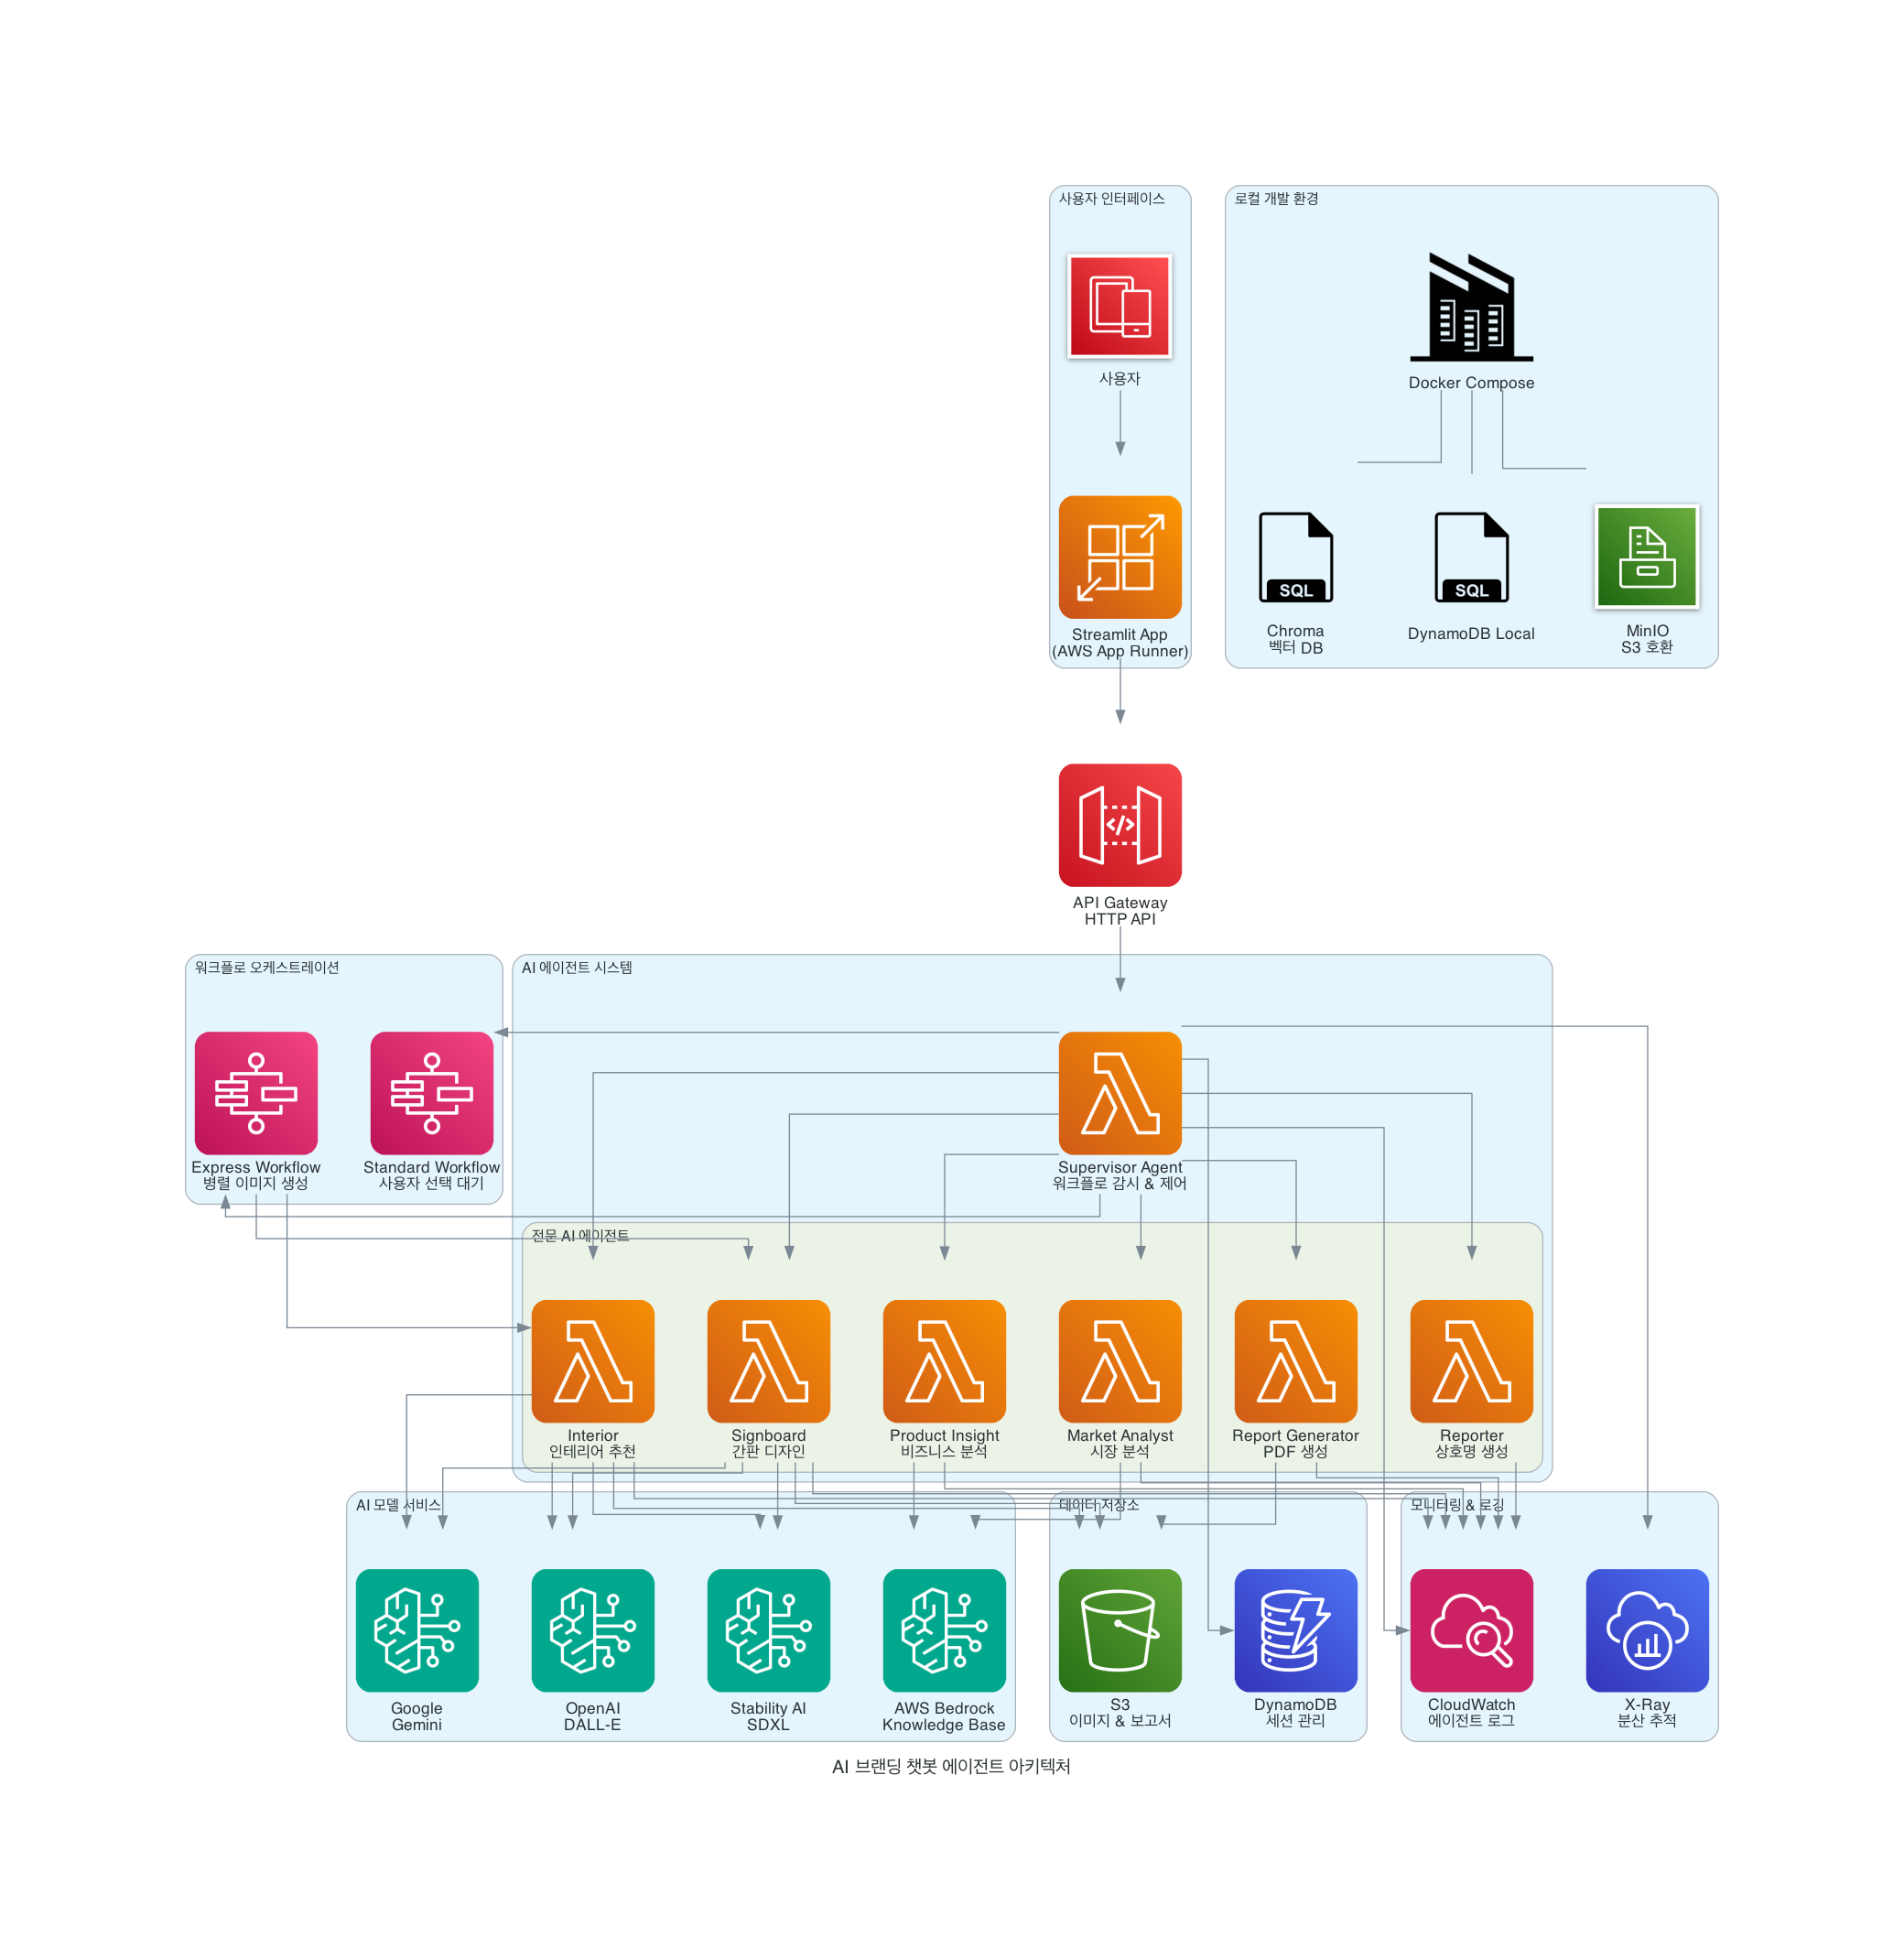 사용자 인터페이스
사용자
Streamlit App
(AWS App Runner)
로컬 개발 환경
Docker Compose
SQL
Chroma
벡터 DB
SQL
DynamoDB Local
MinIO
S3 호환
API Gateway
HTTP API
워크플로 오케스트레이션
Express Workflow
병렬 이미지 생성
Standard Workflow
사용자 선택 대기
AI 에이전트 시스템
Supervisor Agent
워크플로 감시 & 제어
전문 AI 에이전트
Interior
인테리어 추천
Signboard
간판 디자인
Product Insight
비즈니스 분석
Market Analyst
시장 분석
Report Generator
PDF 생성
Reporter
상호명 생성
AI 모델 서비스
Google
Gemini
OpenAI
DALL-E
Stability AI
SDXL
AWS Bedrock
Knowledge Base
데이터 저장소
S3
이미지 & 보고서
DynamoDB
세션 관리
모니터링 & 로깅
CloudWatch
에이전트 로그
X-Ray
분산 추적
AI 브랜딩 챗봇 에이전트 아키텍처